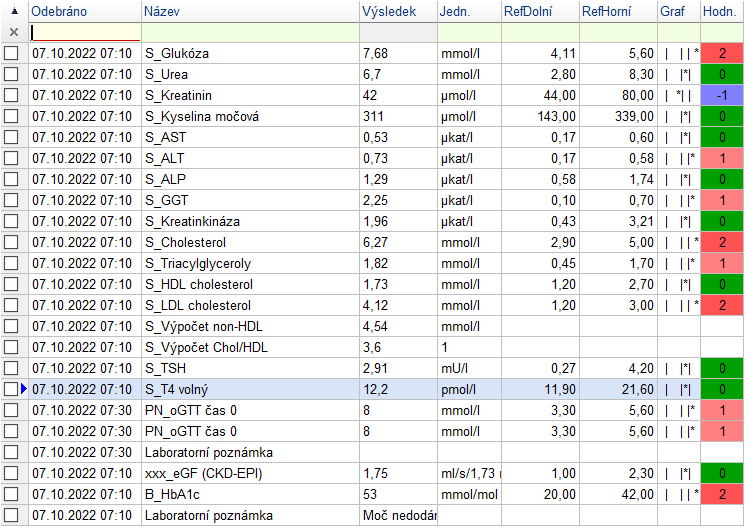 Odebráno Název Výsledek Jedn. RefDolní RefHorní Graf Hodn.
07.10.2022 07:10 S_Glukóza 7,68 mmol/l 4,11 5,60 | | | * 2
07.10.2022 07:10 S_Urea 6,7 mmol/l 2,80 8,30 | |*| 0
07.10.2022 07:10 S_Kreatinin 42 µmol/l 44,00 80,00 | *| | -1
07.10.2022 07:10 S_Kyselina močová 311 µmol/l 143,00 339,00 | |*| 0
07.10.2022 07:10 S_AST 0,53 µkat/l 0,17 0,60 | |*| 0
07.10.2022 07:10 S_ALT 0,73 µkat/l 0,17 0,58 | | |* 1
07.10.2022 07:10 S_ALP 1,29 µkat/l 0,58 1,74 | |*| 0
07.10.2022 07:10 S_GGT 2,25 µkat/l 0,10 0,70 | | |* 1
07.10.2022 07:10 S_Kreatinkináza 1,96 µkat/l 0,43 3,21 | |*| 0
07.10.2022 07:10 S_Cholesterol 6,27 mmol/l 2,90 5,00 | | | * 2
07.10.2022 07:10 S_Triacylglyceroly 1,82 mmol/l 0,45 1,70 | | |* 1
07.10.2022 07:10 S_HDL cholesterol 1,73 mmol/l 1,20 2,70 | |*| 0
07.10.2022 07:10 S_LDL cholesterol 4,12 mmol/l 1,20 3,00 | | | * 2
07.10.2022 07:10 S_Výpočet non-HDL 4,54 mmol/l
07.10.2022 07:10 S_Výpočet Chol/HDL 3,6 1
07.10.2022 07:10 S_TSH 2,91 mU/l 0,27 4,20 | |*| 0
07.10.2022 07:10 S_T4 volný 12,2 pmol/l 11,90 21,60 | |*| 0
07.10.2022 07:30 PN_oGTT čas 0 8 mmol/l 3,30 5,60 | | |* 1
07.10.2022 07:30 PN_oGTT čas 0 8 mmol/l 3,30 5,60 | | |* 1
07.10.2022 07:30 Laboratorní poznámka
07.10.2022 07:10 xxx_eGF (CKD-EPI) 1,75 ml/s/1,73 1,00 2,30 | |*| 0
07.10.2022 07:10 B_HbA1c 53 mmol/mol 20,00 42,00 | | | * 2
07.10.2022 07:10 Laboratorní poznámka Moč nedodán